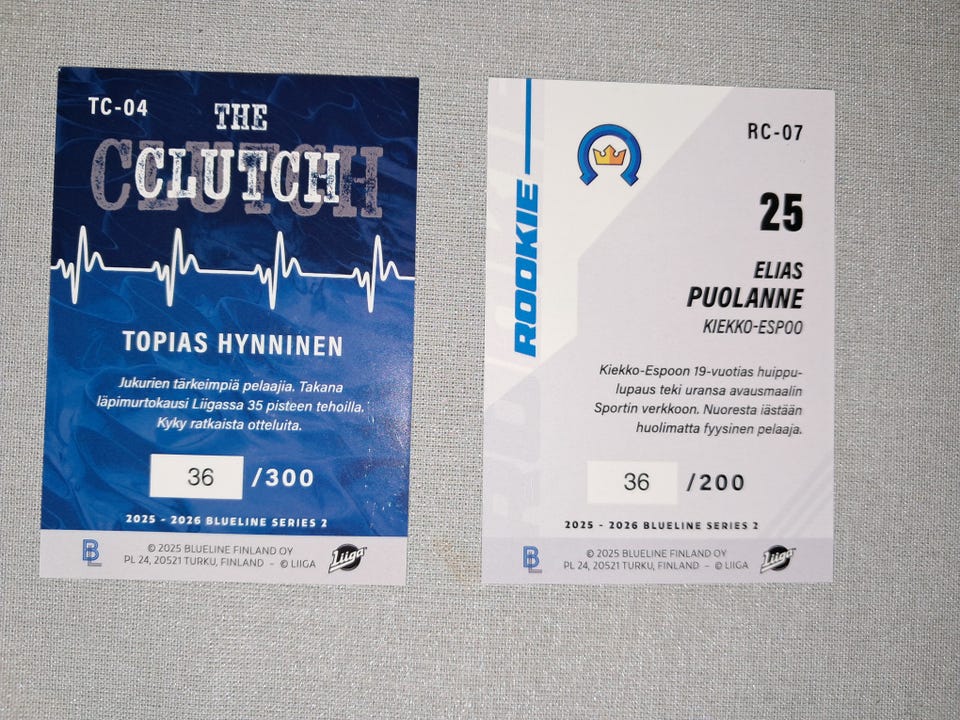 TC-04
THE
CLUTCH
TOPIAS HYNNINEN
Jukurien tärkeimpiä pelaajia. Takana
läpimurtokausi Liigassa 35 pisteen tehoilla.
Kyky ratkaista otteluita.
36 /300
2025 - 2026 BLUELINE SERIES 2
BL
© 2025 BLUELINE FINLAND OY
PL 24, 20521 TURKU, FINLAND - © LIIGA
Liiga
RC-07
ROOKIE
25
ELIAS
PUOLANNE
KIEKKO-ESPOO
Kiekko-Espoon 19-vuotias huippu-
lupaus teki uransa avausmaalin
Sportin verkkoon. Nuoresta iästään
huolimatta fyysinen pelaaja.
36 /200
2025 - 2026 BLUELINE SERIES 2
BL
© 2025 BLUELINE FINLAND OY
PL 24, 20521 TURKU, FINLAND - © LIIGA
Liiga